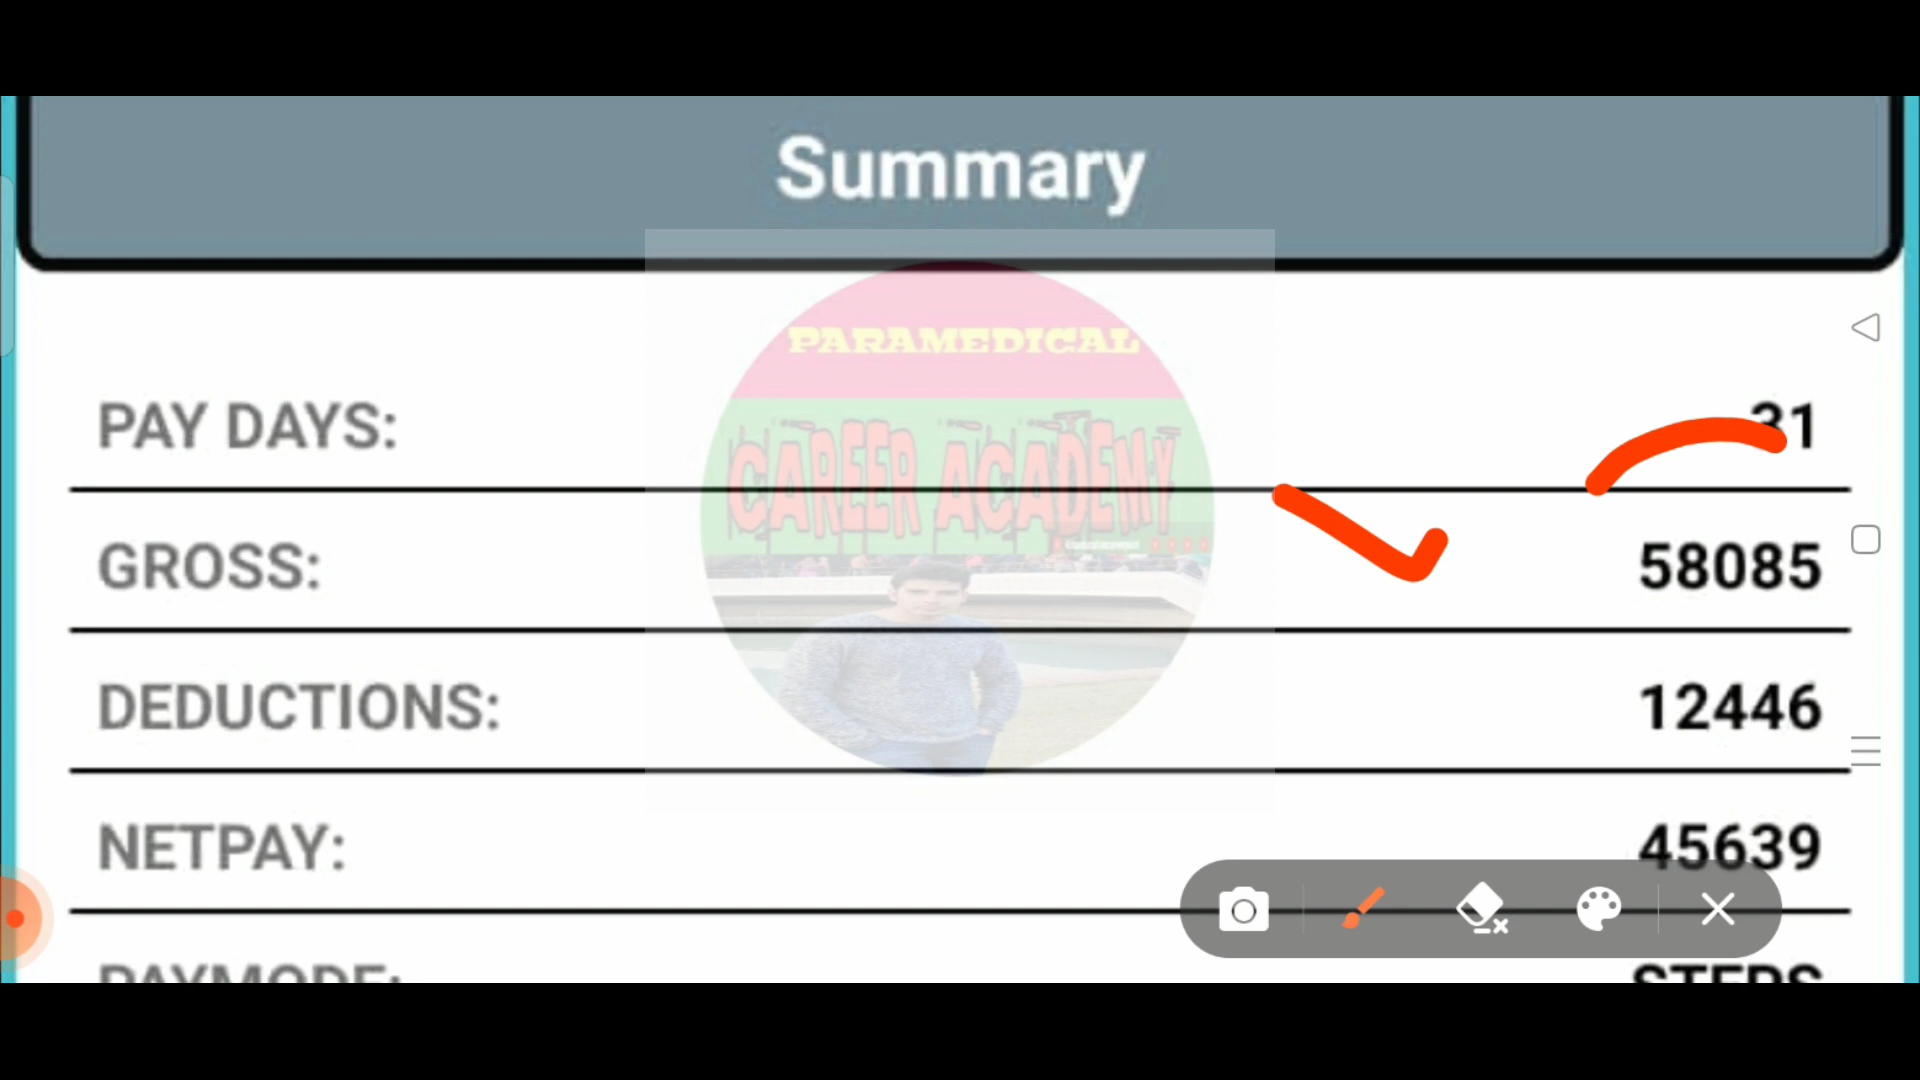 Summary
PARAMEDICAL
CAREER ACADEMY
PAY DAYS: 31
GROSS: 58085
DEDUCTIONS: 12446
NETPAY: 45639